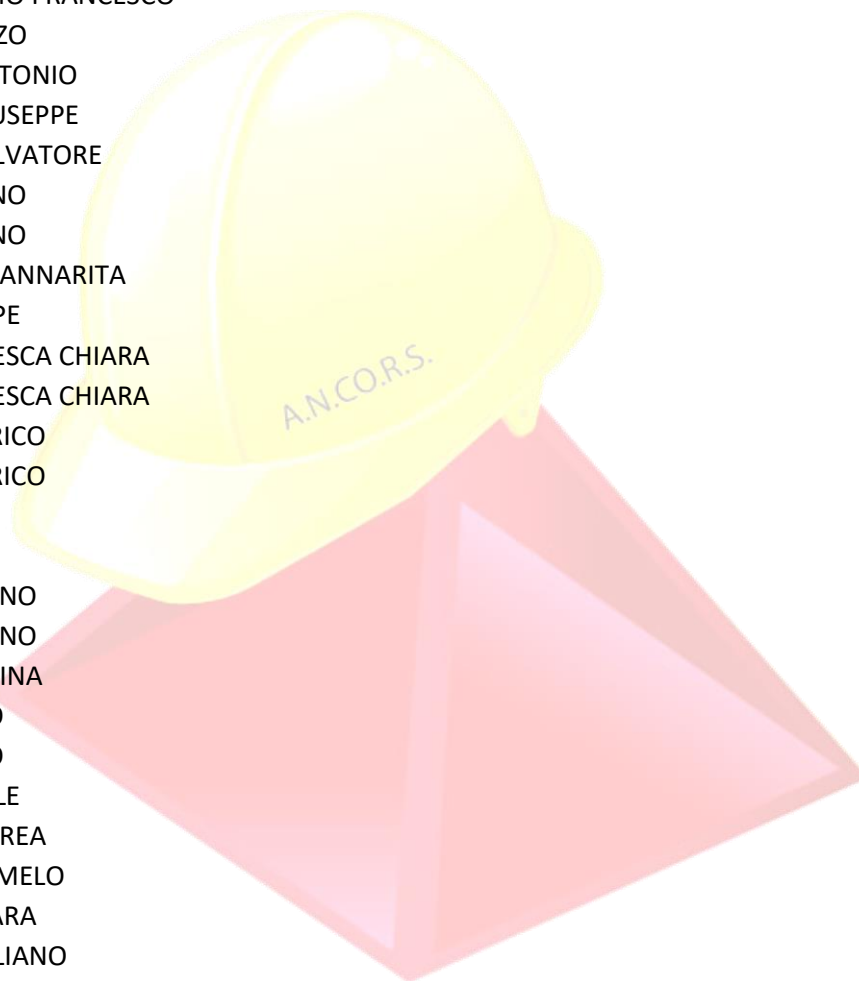 FRANCESCO
ZO
TONIO
USEPPE
LVATORE
NO
NO
ANNARITA
PE
ESCA CHIARA
ESCA CHIARA
RICO
RICO
NO
NO
INA
O
O
LE
REA
MELO
ARA
LIANO
A.N.CO.R.S.